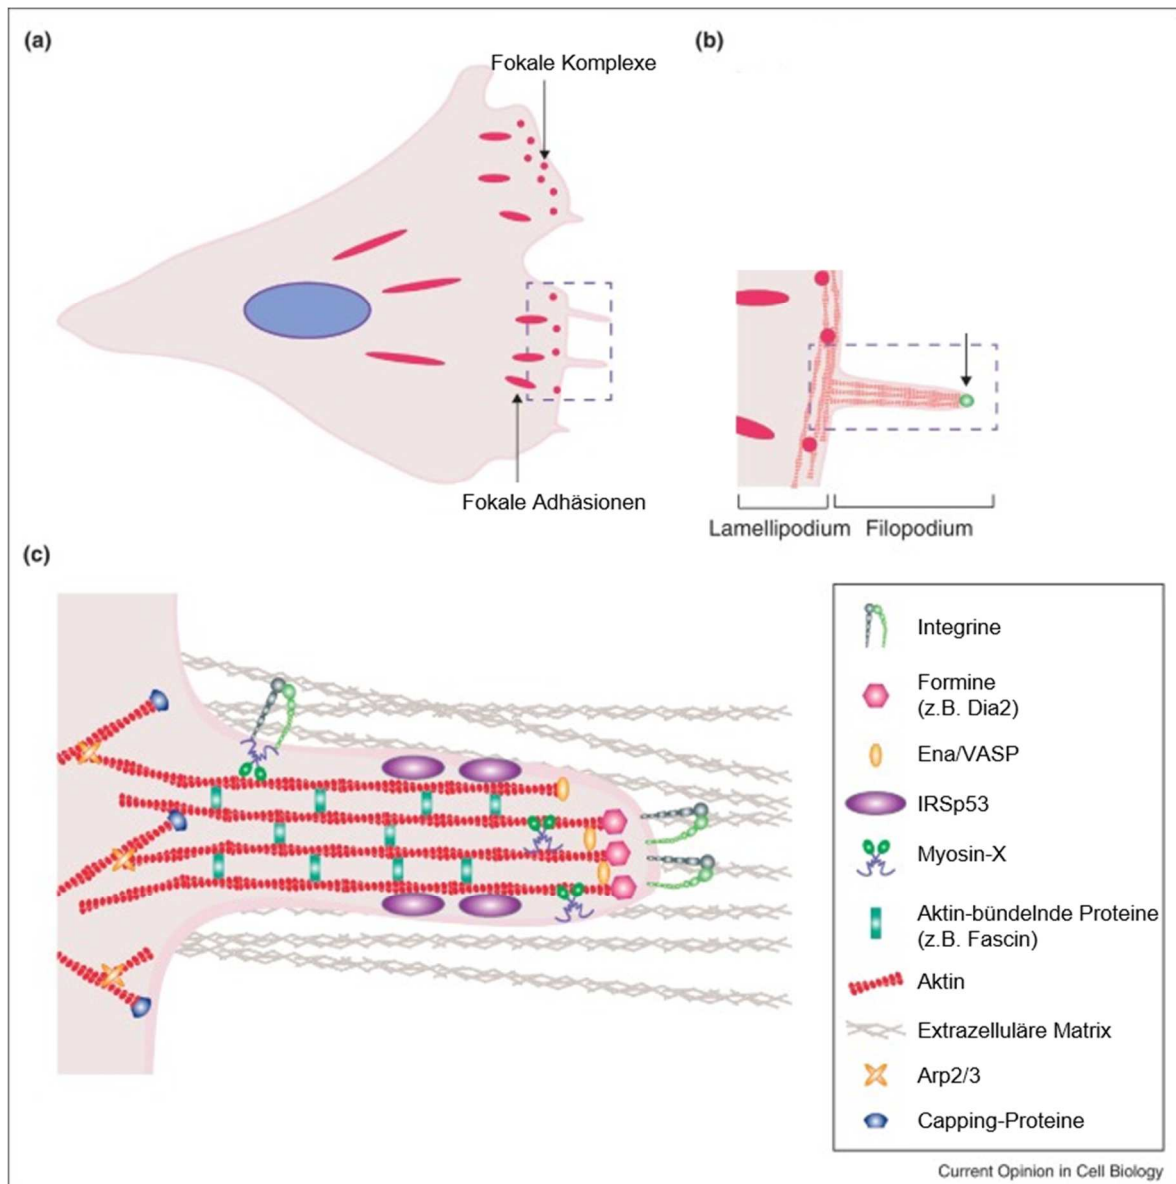 (a)
Fokale Komplexe
Fokale Adhäsionen
(b)
Lamellipodium
Filopodium
(c)
Integrine
Formine
(z.B. Dia2)
Ena/VASP
IRSp53
Myosin-X
Aktin-bündelnde Proteine
(z.B. Fascin)
Aktin
Extrazelluläre Matrix
Arp2/3
Capping-Proteine
Current Opinion in Cell Biology